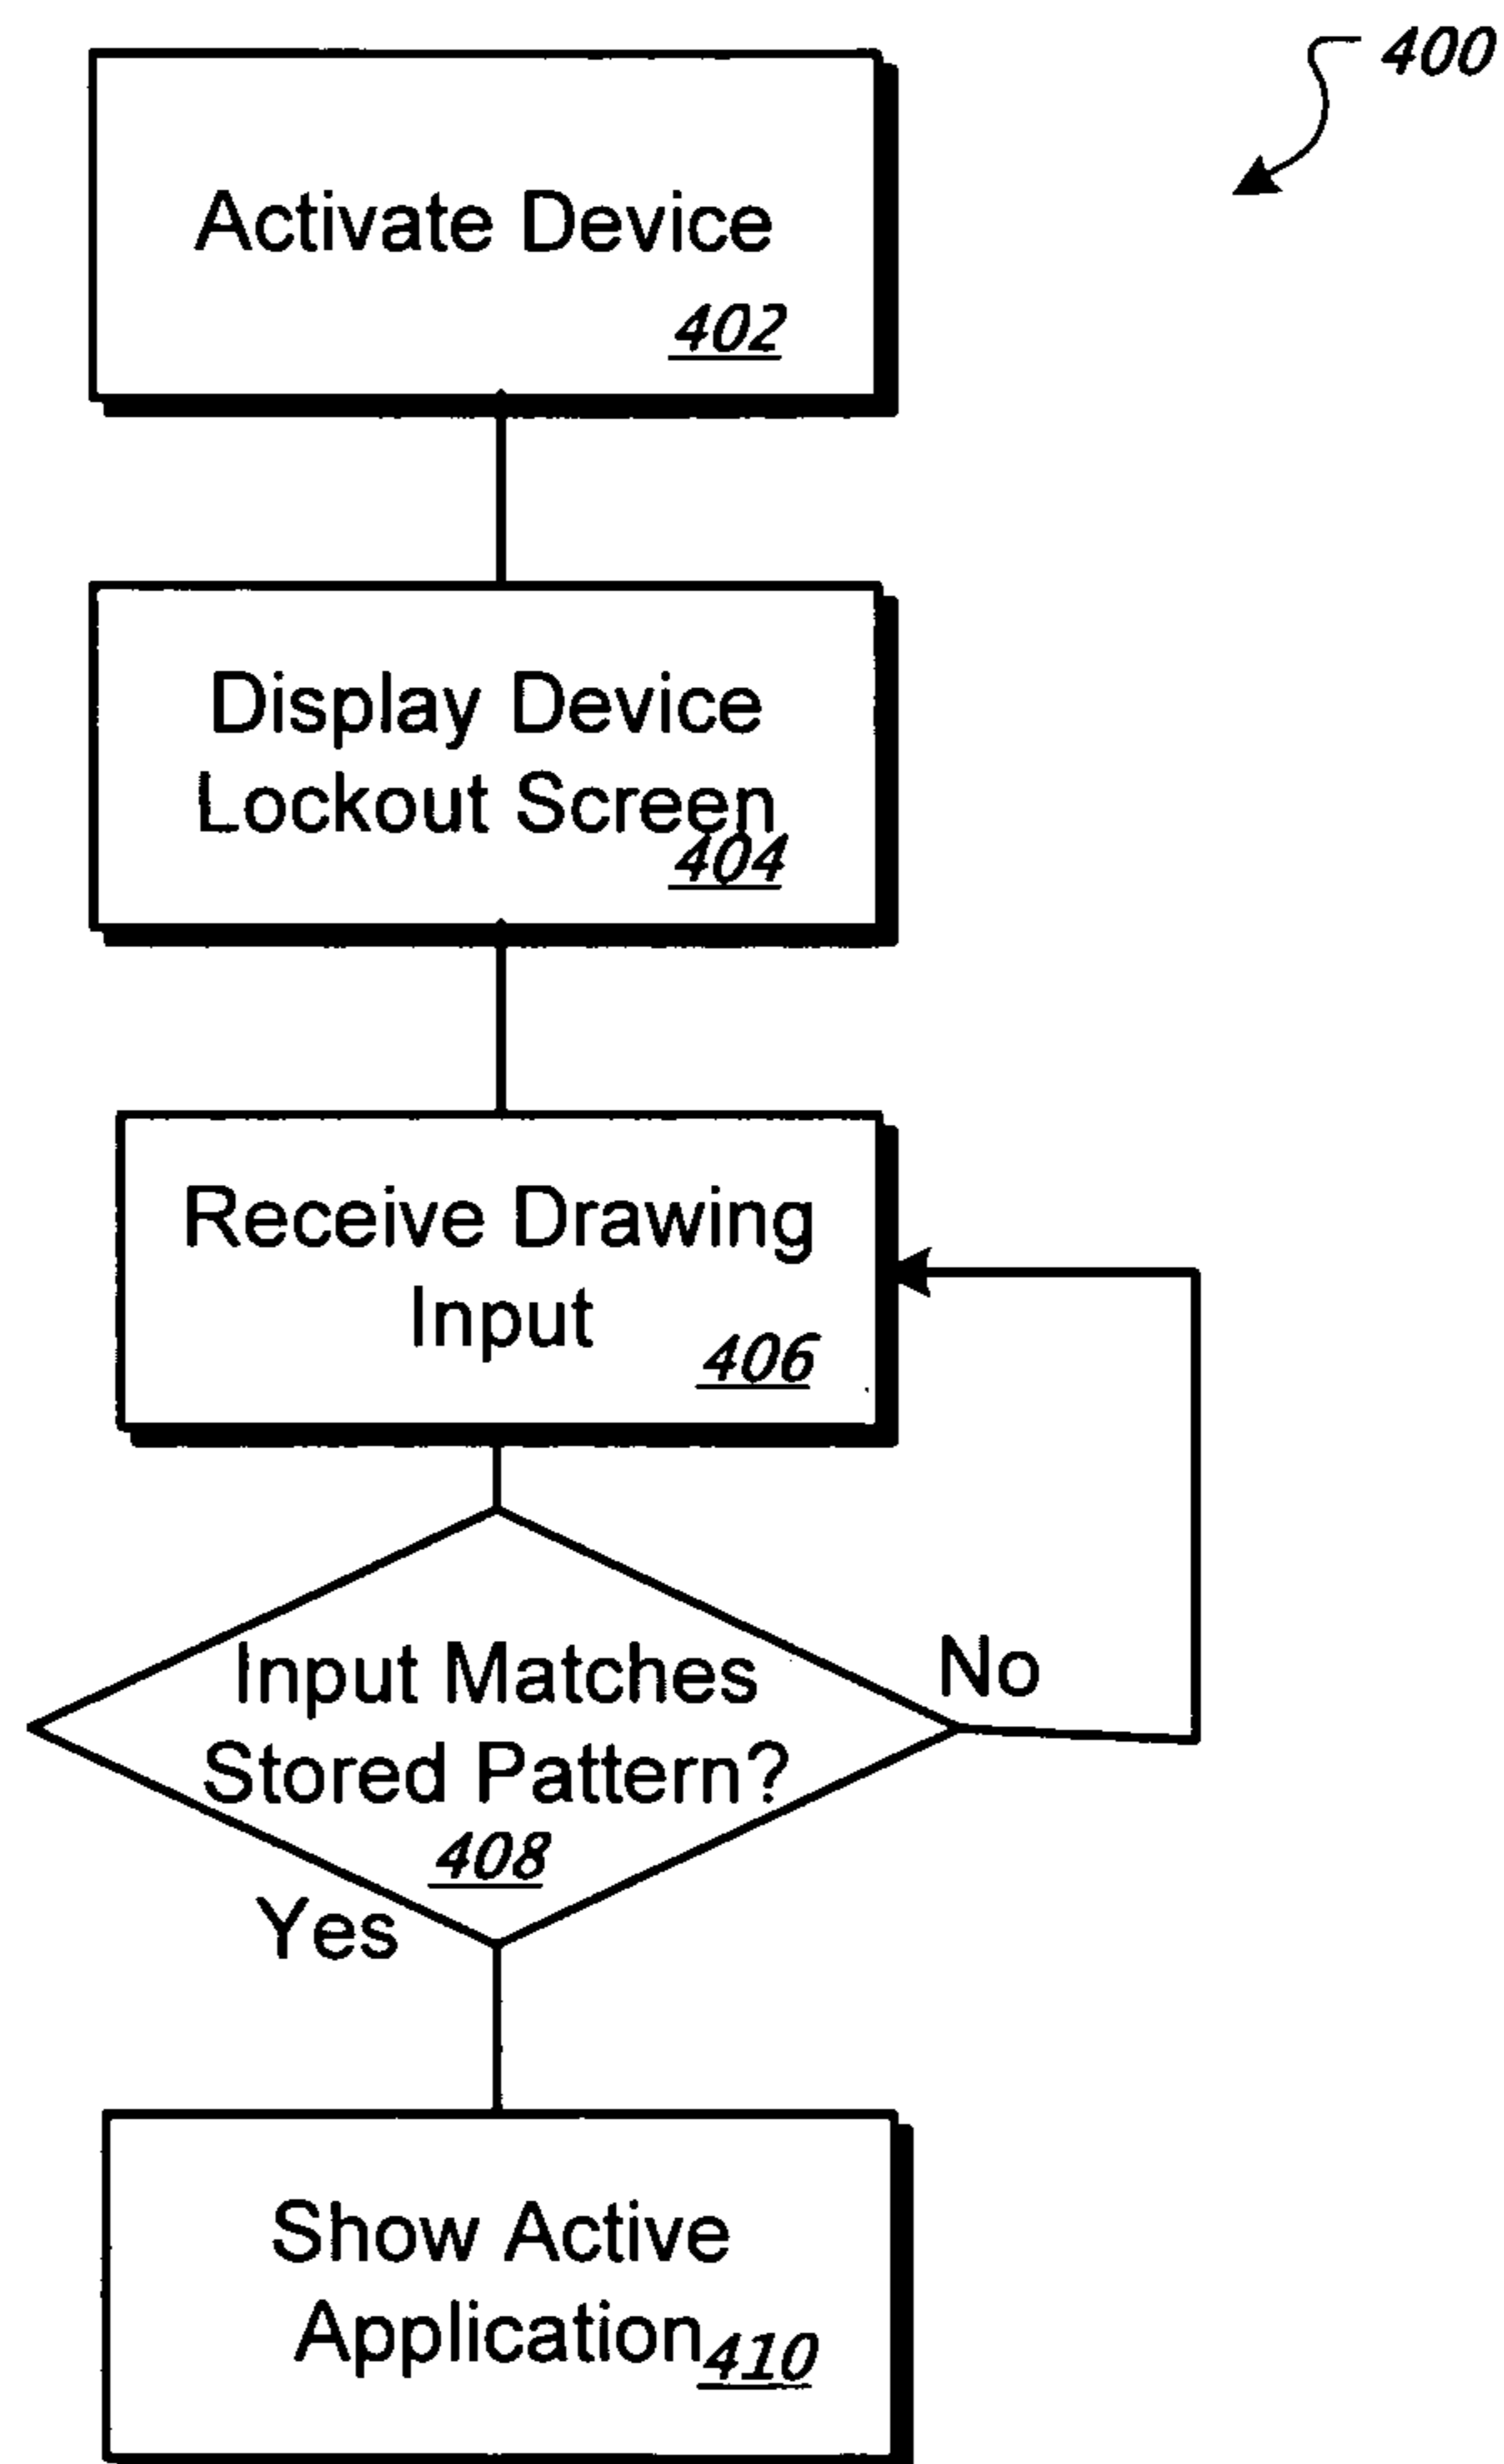 400
Activate Device
402
Display Device
Lockout Screen
404
Receive Drawing
Input
406
Input Matches
Stored Pattern?
408
No
Yes
Show Active
Application
410